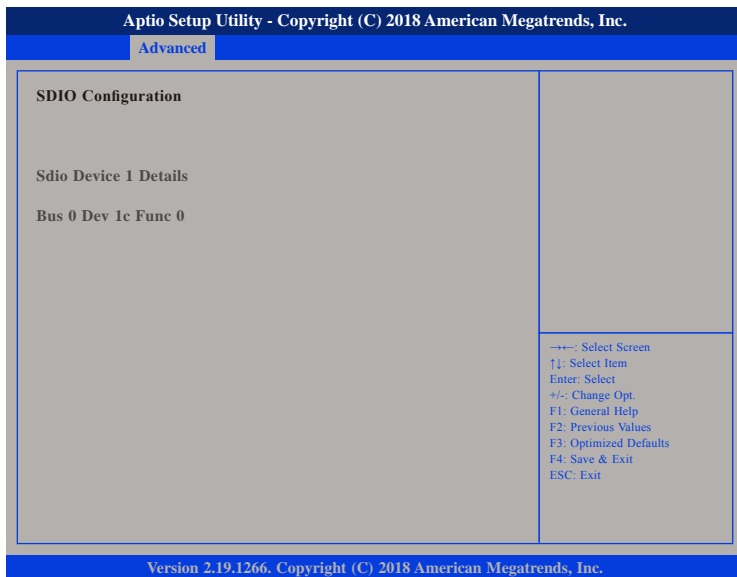 Aptio Setup Utility - Copyright (C) 2018 American Megatrends, Inc.
Advanced
SDIO Configuration
Sdio Device 1 Details
Bus 0 Dev 1c Func 0
→←: Select Screen
↑↓: Select Item
Enter: Select
+/-: Change Opt.
F1: General Help
F2: Previous Values
F3: Optimized Defaults
F4: Save & Exit
ESC: Exit
Version 2.19.1266. Copyright (C) 2018 American Megatrends, Inc.